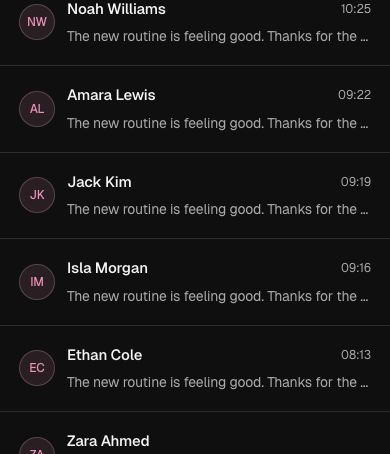 NW
Noah Williams 10:25
The new routine is feeling good. Thanks for the ...
AL
Amara Lewis 09:22
The new routine is feeling good. Thanks for the ...
JK
Jack Kim 09:19
The new routine is feeling good. Thanks for the ...
IM
Isla Morgan 09:16
The new routine is feeling good. Thanks for the ...
EC
Ethan Cole 08:13
The new routine is feeling good. Thanks for the ...
ZA
Zara Ahmed